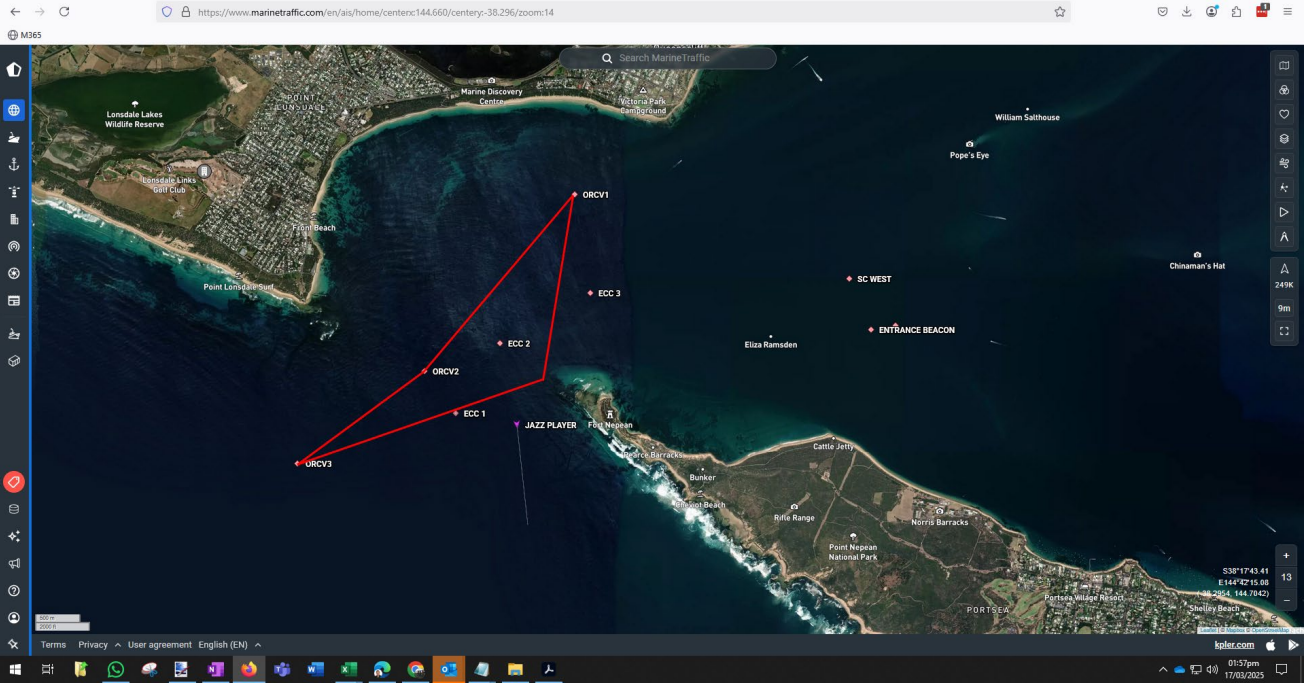 https://www.marinetraffic.com/en/ais/home/centerx:144.660/centery:-38.296/zoom:14
M365
Search MarineTraffic
Marine Discovery
Centre
Victoria Park
Campground
POINT
LONSDALE
Lonsdale Lakes
Wildlife Reserve
William Salthouse
Pope's Eye
Lonsdale Links
Golf Club
ORCV1
Front Beach
Chinaman's Hat
Point Lonsdale Surf
ECC 3
SC WEST
249K
9m
ENTRANCE BEACON
ECC 2
Eliza Ramsden
ORCV2
ECC 1
JAZZ PLAYER
Fort Nepean
Cattle Jetty
Pearce Barracks
ORCV3
Bunker
Cheviot Beach
Rifle Range
Norris Barracks
Point Nepean
National Park
S38°17'43.41
E144°42'15.08
(-38.2954, 144.7042)
13
Portsea Village Resort
PORTSEA
Shelley Beach
500 m
2000 ft
Leaflet | © Mapbox © OpenStreetMap
Terms
Privacy
User agreement
English (EN)
kpler.com
01:57pm
17/03/2025